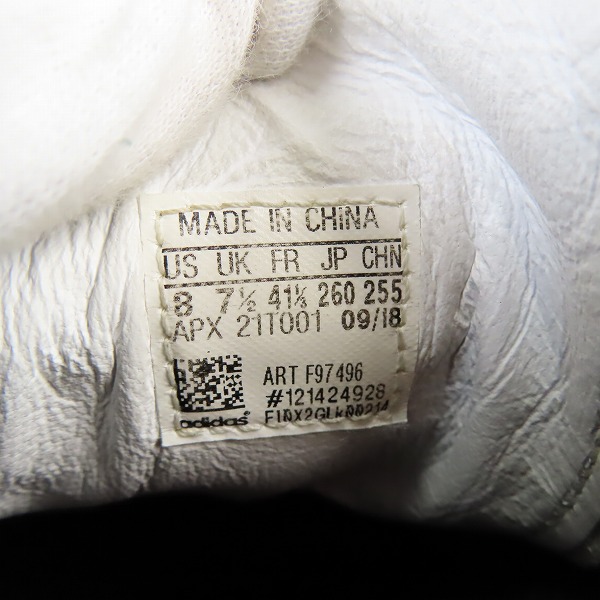 MADE IN CHINA
US UK FR JP CHN
8 7½ 41⅓ 260 255
APX 211001 09/18
ART F97496
#121424928
adidas®